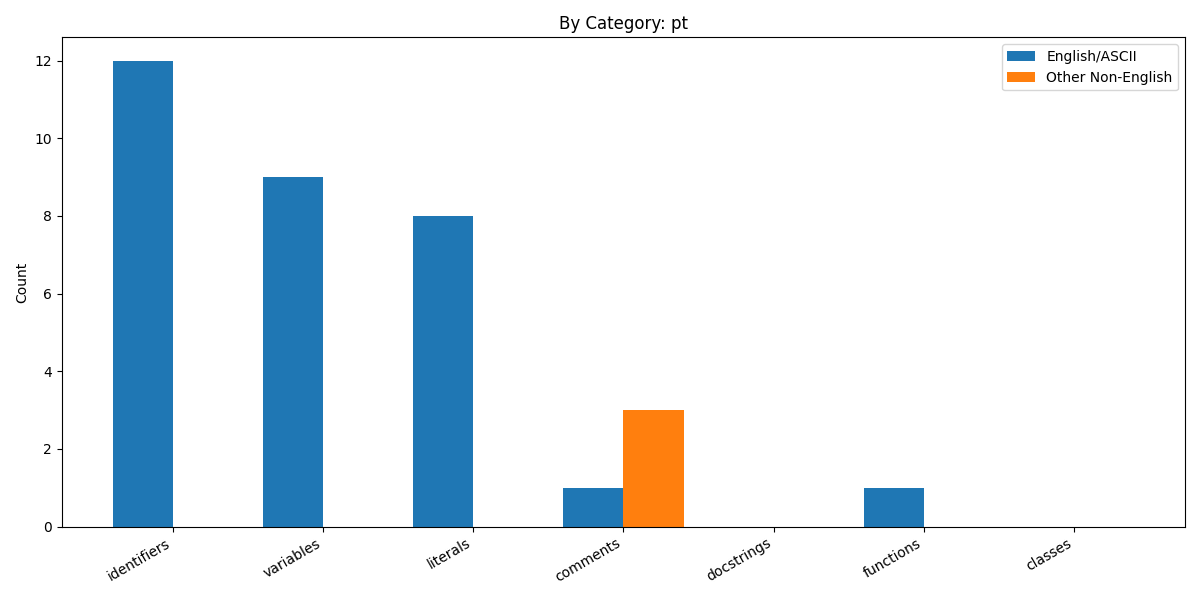 By Category: pt
English/ASCII
Other Non-English
Count
12
10
8
6
4
2
0
identifiers
variables
literals
comments
docstrings
functions
classes